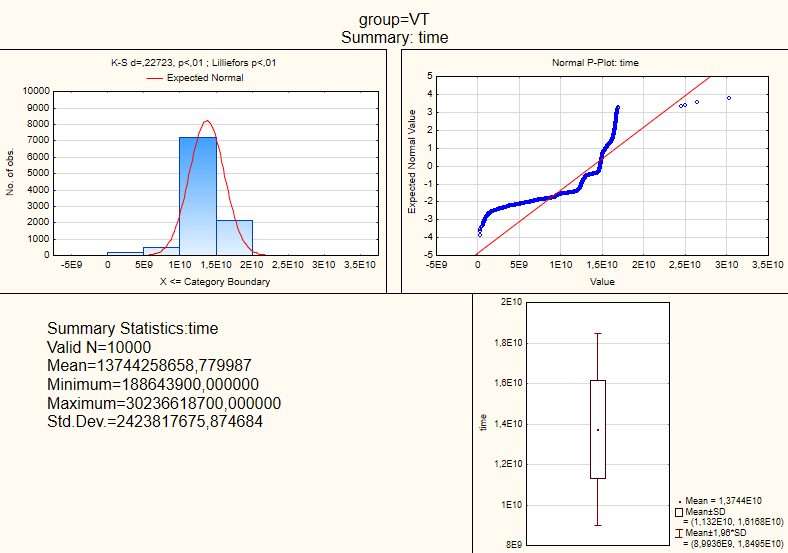 group=VT
Summary: time
K-S d=,22723, p<,01 ; Lilliefors p<,01
Expected Normal
No. of obs.
10000
9000
8000
7000
6000
5000
4000
3000
2000
1000
0
-5E9 0 5E9 1E10 1,5E10 2E10 2,5E10 3E10 3,5E10
X <= Category Boundary
Normal P-Plot: time
Expected Normal Value
5
4
3
2
1
0
-1
-2
-3
-4
-5
-5E9 0 5E9 1E10 1,5E10 2E10 2,5E10 3E10 3,5E10
Value
Summary Statistics:time
Valid N=10000
Mean=13744258658,779987
Minimum=188643900,000000
Maximum=30236618700,000000
Std.Dev.=2423817675,874684
time
2E10
1,8E10
1,6E10
1,4E10
1,2E10
1E10
8E9
Mean = 1,3744E10
Mean±SD
= (1,132E10, 1,6168E10)
Mean±1,96*SD
= (8,9936E9, 1,8495E10)